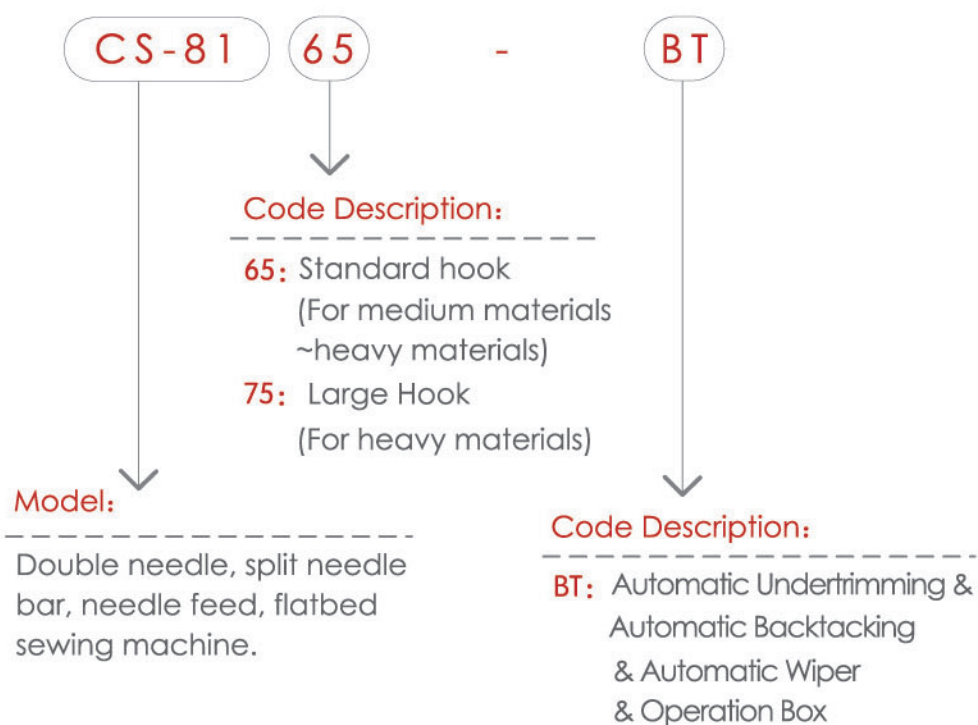 CS-81 65 - BT
Code Description:
65: Standard hook
(For medium materials
~heavy materials)
75: Large Hook
(For heavy materials)
Model:
Double needle, split needle
bar, needle feed, flatbed
sewing machine.
Code Description:
BT: Automatic Undertrimming &
Automatic Backtacking
& Automatic Wiper
& Operation Box